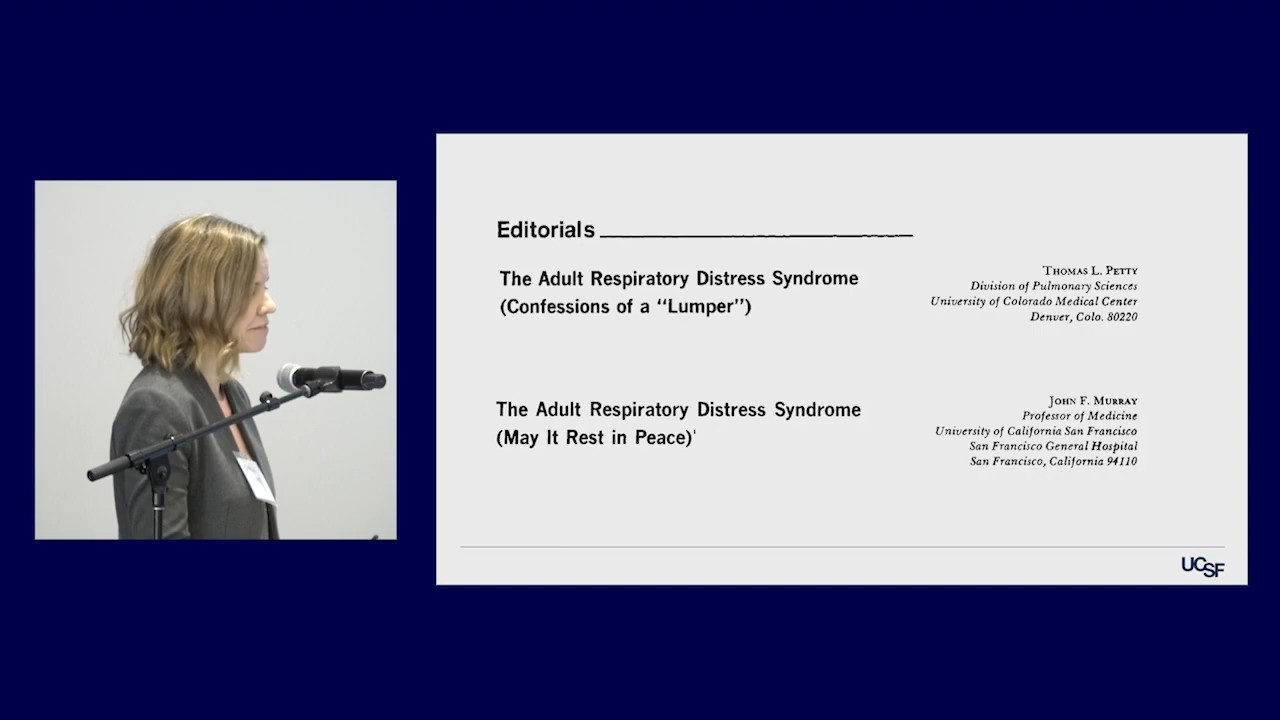 Editorials
The Adult Respiratory Distress Syndrome
(Confessions of a “Lumper”)
THOMAS L. PETTY
Division of Pulmonary Sciences
University of Colorado Medical Center
Denver, Colo. 80220
The Adult Respiratory Distress Syndrome
(May It Rest in Peace)¹
JOHN F. MURRAY
Professor of Medicine
University of California San Francisco
San Francisco General Hospital
San Francisco, California 94110
UCSF